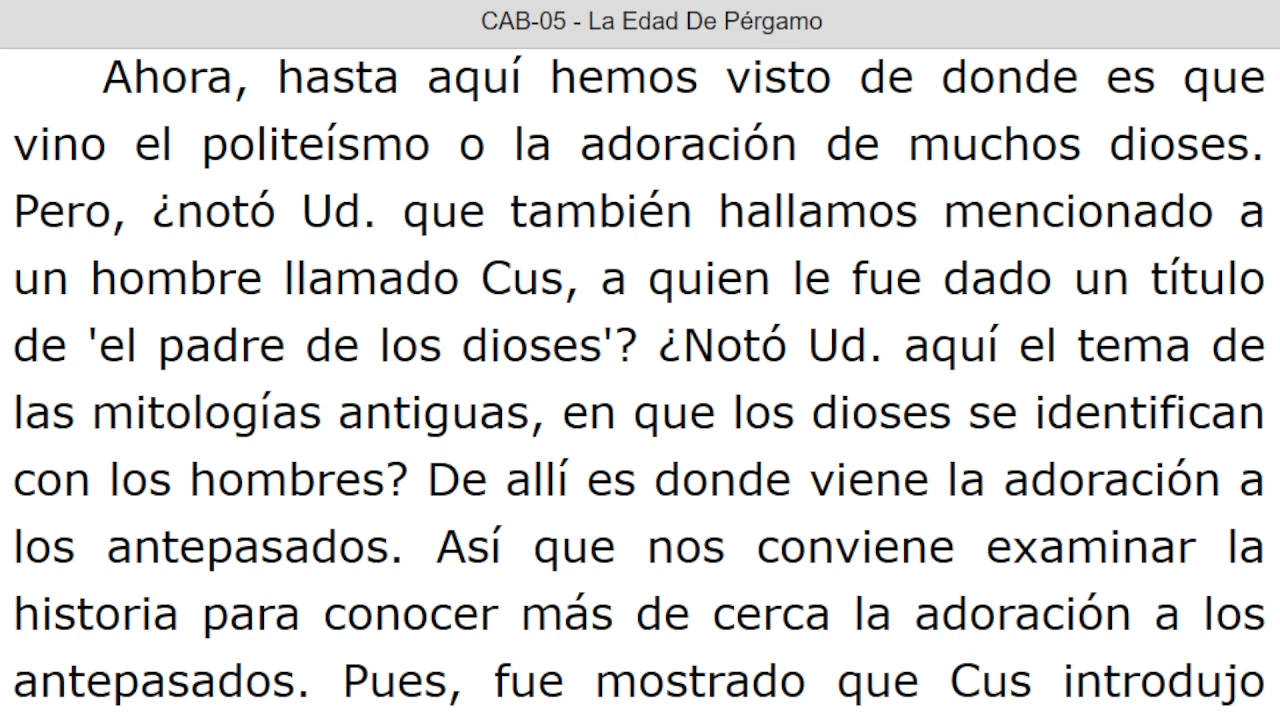 CAB-05 - La Edad De Pérgamo
Ahora, hasta aquí hemos visto de donde es que
vino el politeísmo o la adoración de muchos dioses.
Pero, ¿notó Ud. que también hallamos mencionado a
un hombre llamado Cus, a quien le fue dado un título
de 'el padre de los dioses'? ¿Notó Ud. aquí el tema de
las mitologías antiguas, en que los dioses se identifican
con los hombres? De allí es donde viene la adoración a
los antepasados. Así que nos conviene examinar la
historia para conocer más de cerca la adoración a los
antepasados. Pues, fue mostrado que Cus introdujo